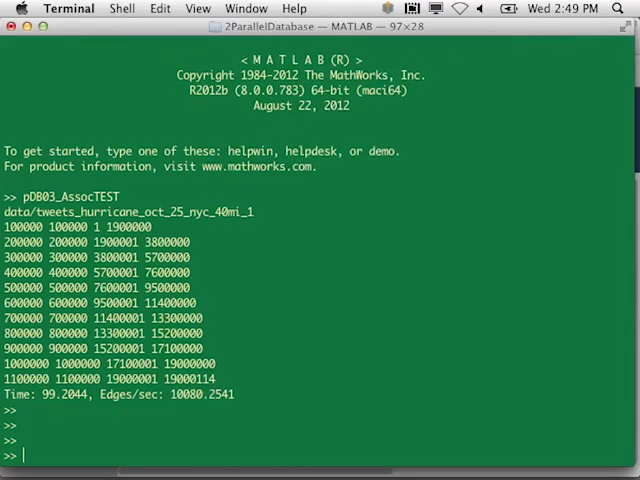 Terminal Shell Edit View Window Help Wed 2:49 PM
2ParallelDatabase — MATLAB — 97×28
< M A T L A B (R) >
Copyright 1984-2012 The MathWorks, Inc.
R2012b (8.0.0.783) 64-bit (maci64)
August 22, 2012
To get started, type one of these: helpwin, helpdesk, or demo.
For product information, visit www.mathworks.com.
>> pDB03_AssocTEST
data/tweets_hurricane_oct_25_nyc_40mi_1
100000 100000 1 1900000
200000 200000 1900001 3800000
300000 300000 3800001 5700000
400000 400000 5700001 7600000
500000 500000 7600001 9500000
600000 600000 9500001 11400000
700000 700000 11400001 13300000
800000 800000 13300001 15200000
900000 900000 15200001 17100000
1000000 1000000 17100001 19000000
1100000 1100000 19000001 19000114
Time: 99.2044, Edges/sec: 10080.2541
>>
>>
>>
>>